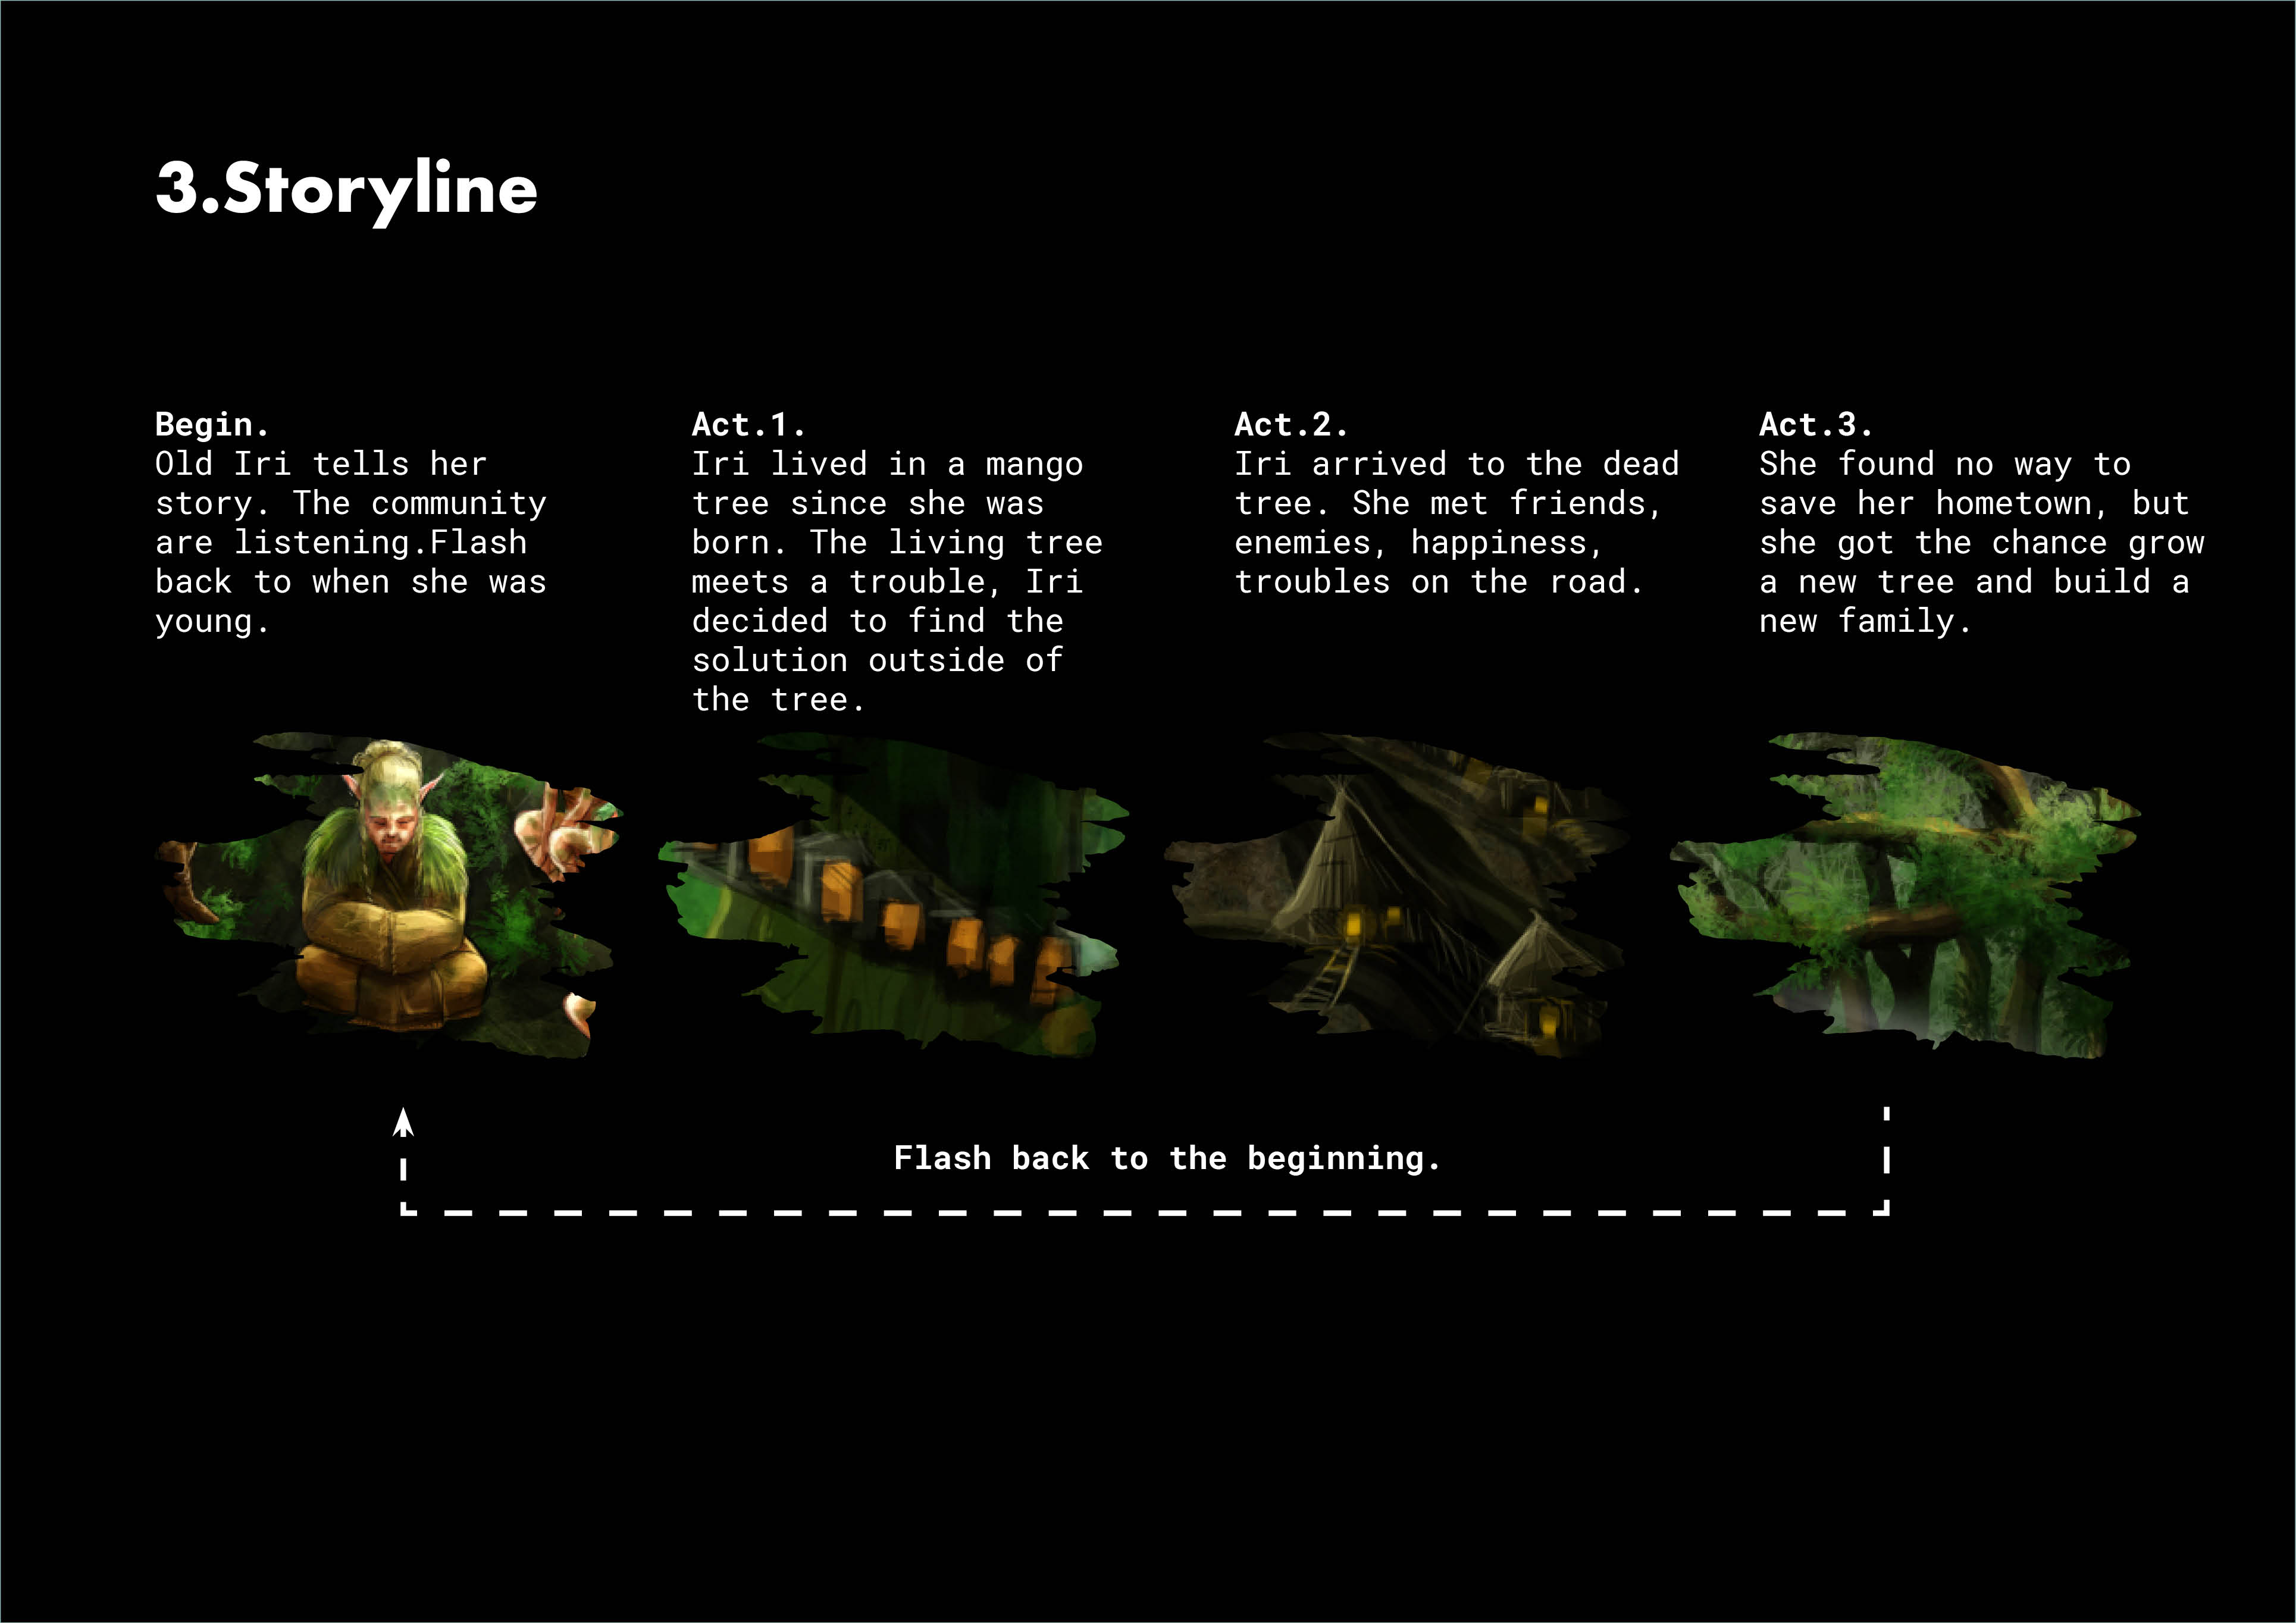 3.Storyline
Begin.
Old Iri tells her
story. The community
are listening.Flash
back to when she was
young.
Act.1.
Iri lived in a mango
tree since she was
born. The living tree
meets a trouble, Iri
decided to find the
solution outside of
the tree.
Act.2.
Iri arrived to the dead
tree. She met friends,
enemies, happiness,
troubles on the road.
Act.3.
She found no way to
save her hometown, but
she got the chance grow
a new tree and build a
new family.
Flash back to the beginning.